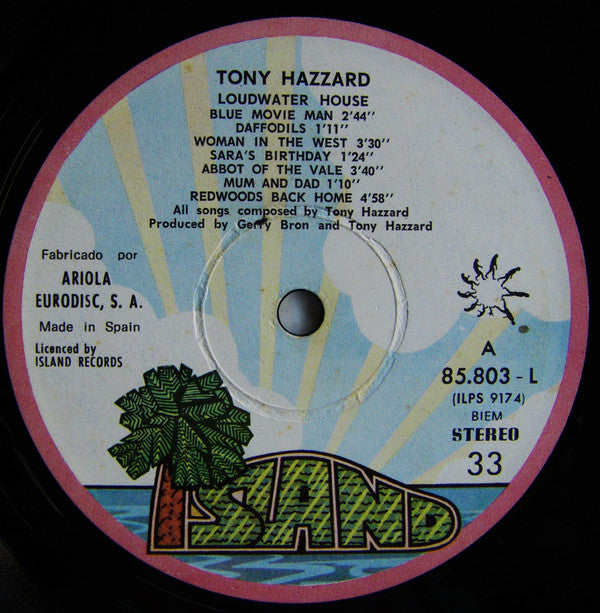 TONY HAZZARD
LOUDWATER HOUSE
BLUE MOVIE MAN 2'44''
DAFFODILS 1'11''
WOMAN IN THE WEST 3'30''
SARA'S BIRTHDAY 1'24''
ABBOT OF THE VALE 3'40''
MUM AND DAD 1'10''
REDWOODS BACK HOME 4'58''
All songs composed by Tony Hazzard
Produced by Gerry Bron and Tony Hazzard
Fabricado por
ARIOLA
EURODISC, S. A.
Made in Spain
Licenced by
ISLAND RECORDS
A
85.803 - L
(ILPS 9174)
BIEM
STEREO
33
ISLAND